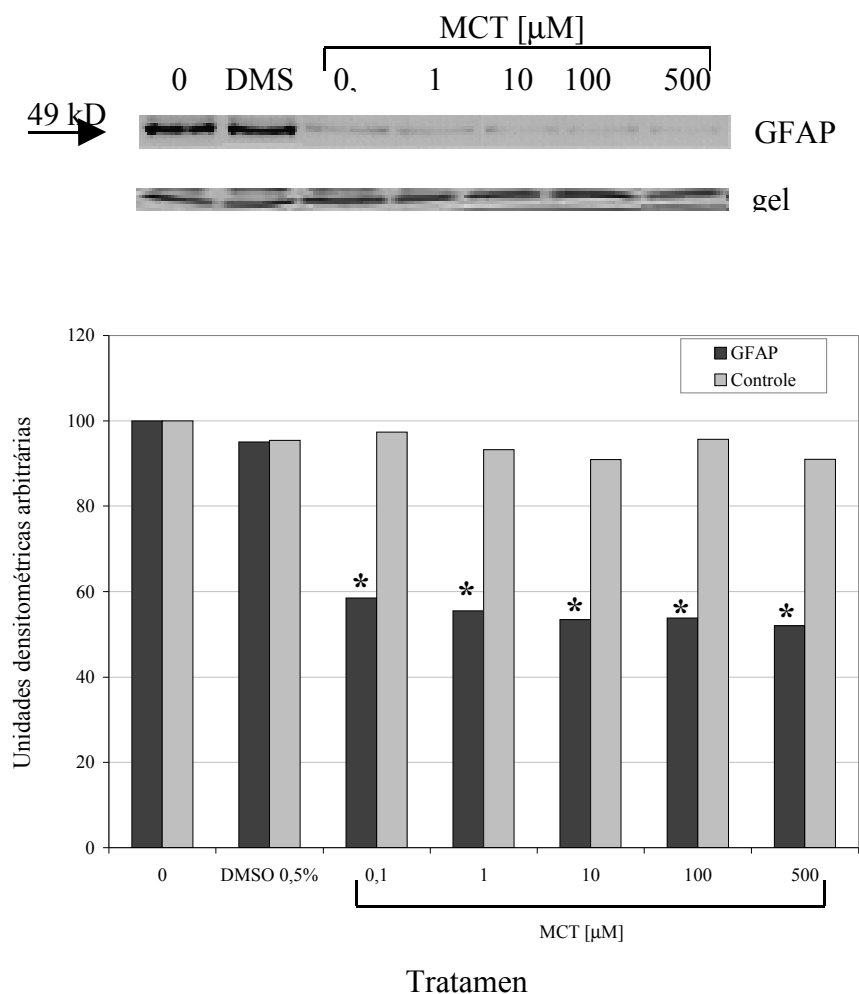 MCT [μM]
0 DMS 0, 1 10 100 500
49 kD
GFAP
gel
120
GFAP
Controle
100
80
60
40
20
0
* * * * *
Unidades densitométricas arbitrárias
0 DMSO 0,5% 0,1 1 10 100 500
MCT [μM]
Tratamen